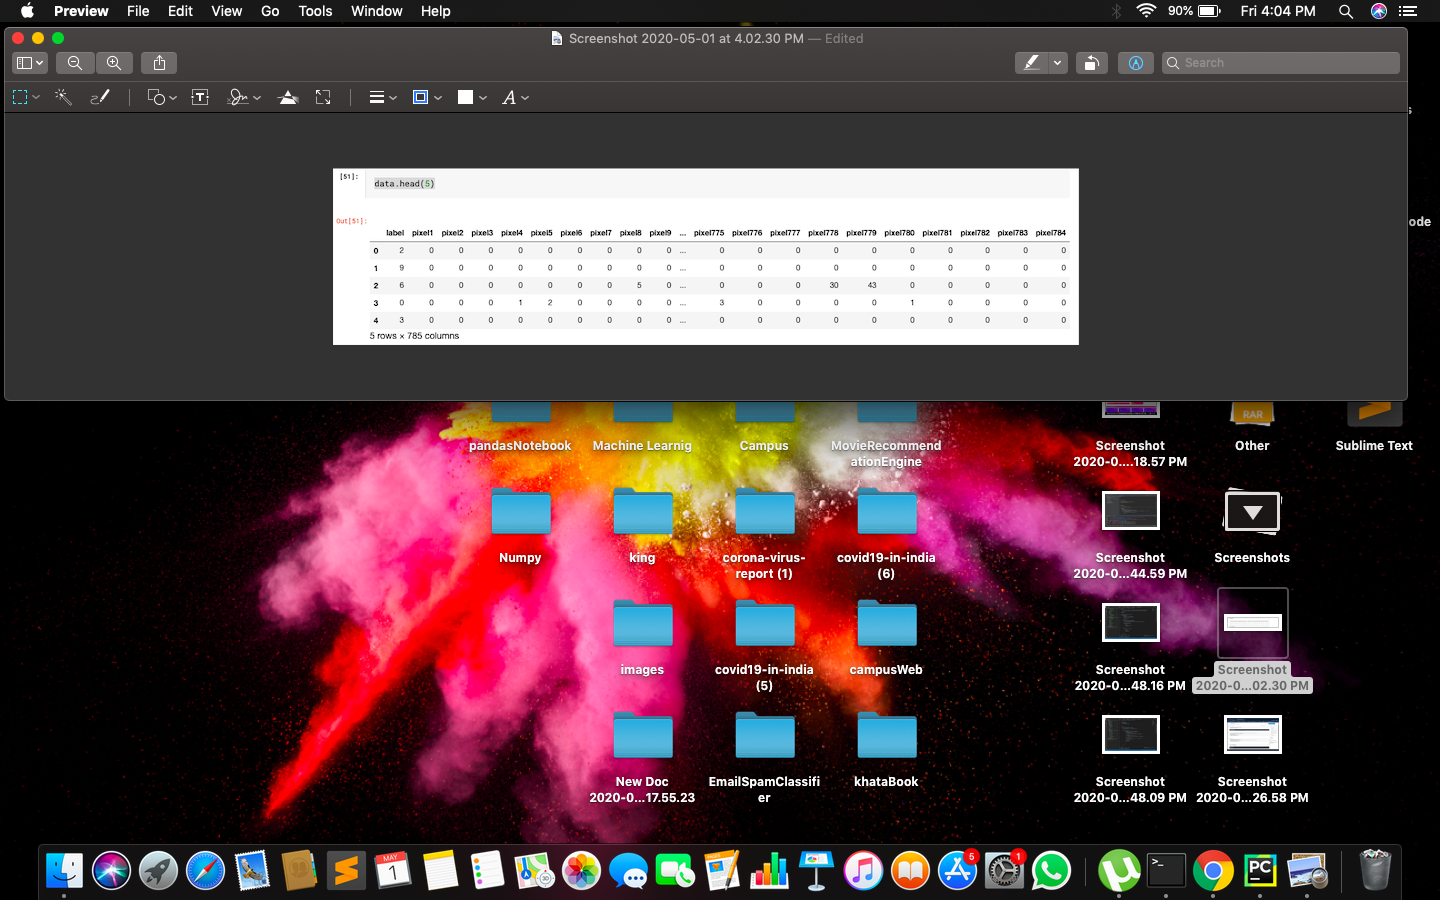 Preview File Edit View Go Tools Window Help 90% Fri 4:04 PM
Screenshot 2020-05-01 at 4.02.30 PM — Edited
Search
T
A
[51]: data.head(5)
Out[51]:
label pixel1 pixel2 pixel3 pixel4 pixel5 pixel6 pixel7 pixel8 pixel9 ... pixel775 pixel776 pixel777 pixel778 pixel779 pixel780 pixel781 pixel782 pixel783 pixel784
0 2 0 0 0 0 0 0 0 0 0 ... 0 0 0 0 0 0 0 0 0 0
1 9 0 0 0 0 0 0 0 0 0 ... 0 0 0 0 0 0 0 0 0 0
2 6 0 0 0 0 0 0 0 5 0 ... 0 0 0 30 43 0 0 0 0 0
3 0 0 0 0 1 2 0 0 0 0 ... 3 0 0 0 0 1 0 0 0 0
4 3 0 0 0 0 0 0 0 0 0 ... 0 0 0 0 0 0 0 0 0 0
5 rows × 785 columns
s
ode
RAR
pandasNotebook Machine Learnig Campus MovieRecommend
ationEngine
Screenshot
2020-0....18.57 PM
Other Sublime Text
Numpy king corona-virus-
report (1)
covid19-in-india
(6)
Screenshot
2020-0...44.59 PM
Screenshots
images covid19-in-india
(5)
campusWeb
Screenshot
2020-0...48.16 PM
Screenshot
2020-0...02.30 PM
New Doc
2020-0...17.55.23
EmailSpamClassifi
er
khataBook
Screenshot
2020-0...48.09 PM
Screenshot
2020-0...26.58 PM
MAY
1
5
1
>_
PC